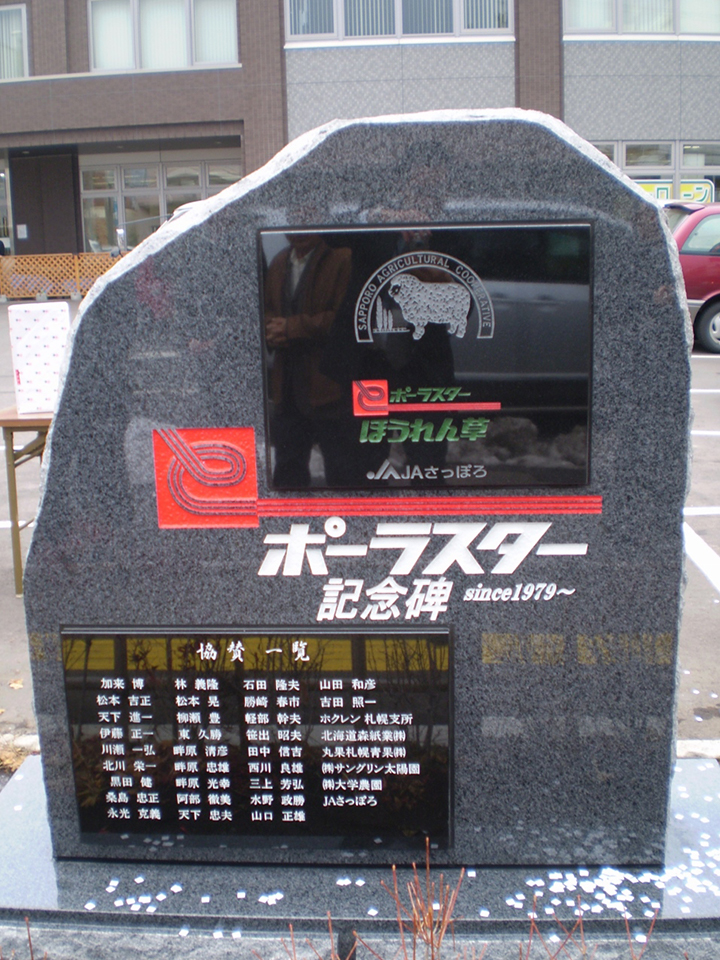 SAPPORO AGRICULTURAL COOPERATIVE
ポーラスター
ほうれん草
JAさっぽろ
ポーラスター
記念碑 since1979～
協賛一覧
加来 博 林 義隆 石田 隆夫 山田 和彦
松本 吉正 松本 晃 勝崎 春市 吉田 照一
天下 進一 柳瀬 豊 軽部 幹夫 ホクレン 札幌支所
伊藤 正一 東 久勝 笹出 昭夫 北海道森紙業㈱
川瀬 一弘 畔原 清彦 田中 信吉 丸果札幌青果㈱
北川 栄一 畔原 忠雄 西川 良雄 ㈱サングリン太陽園
黒田 健 畔原 光幸 三上 芳弘 ㈱大学農園
桑島 忠正 阿部 徹美 水野 政勝 JAさっぽろ
永光 克義 天下 忠夫 山口 正雄